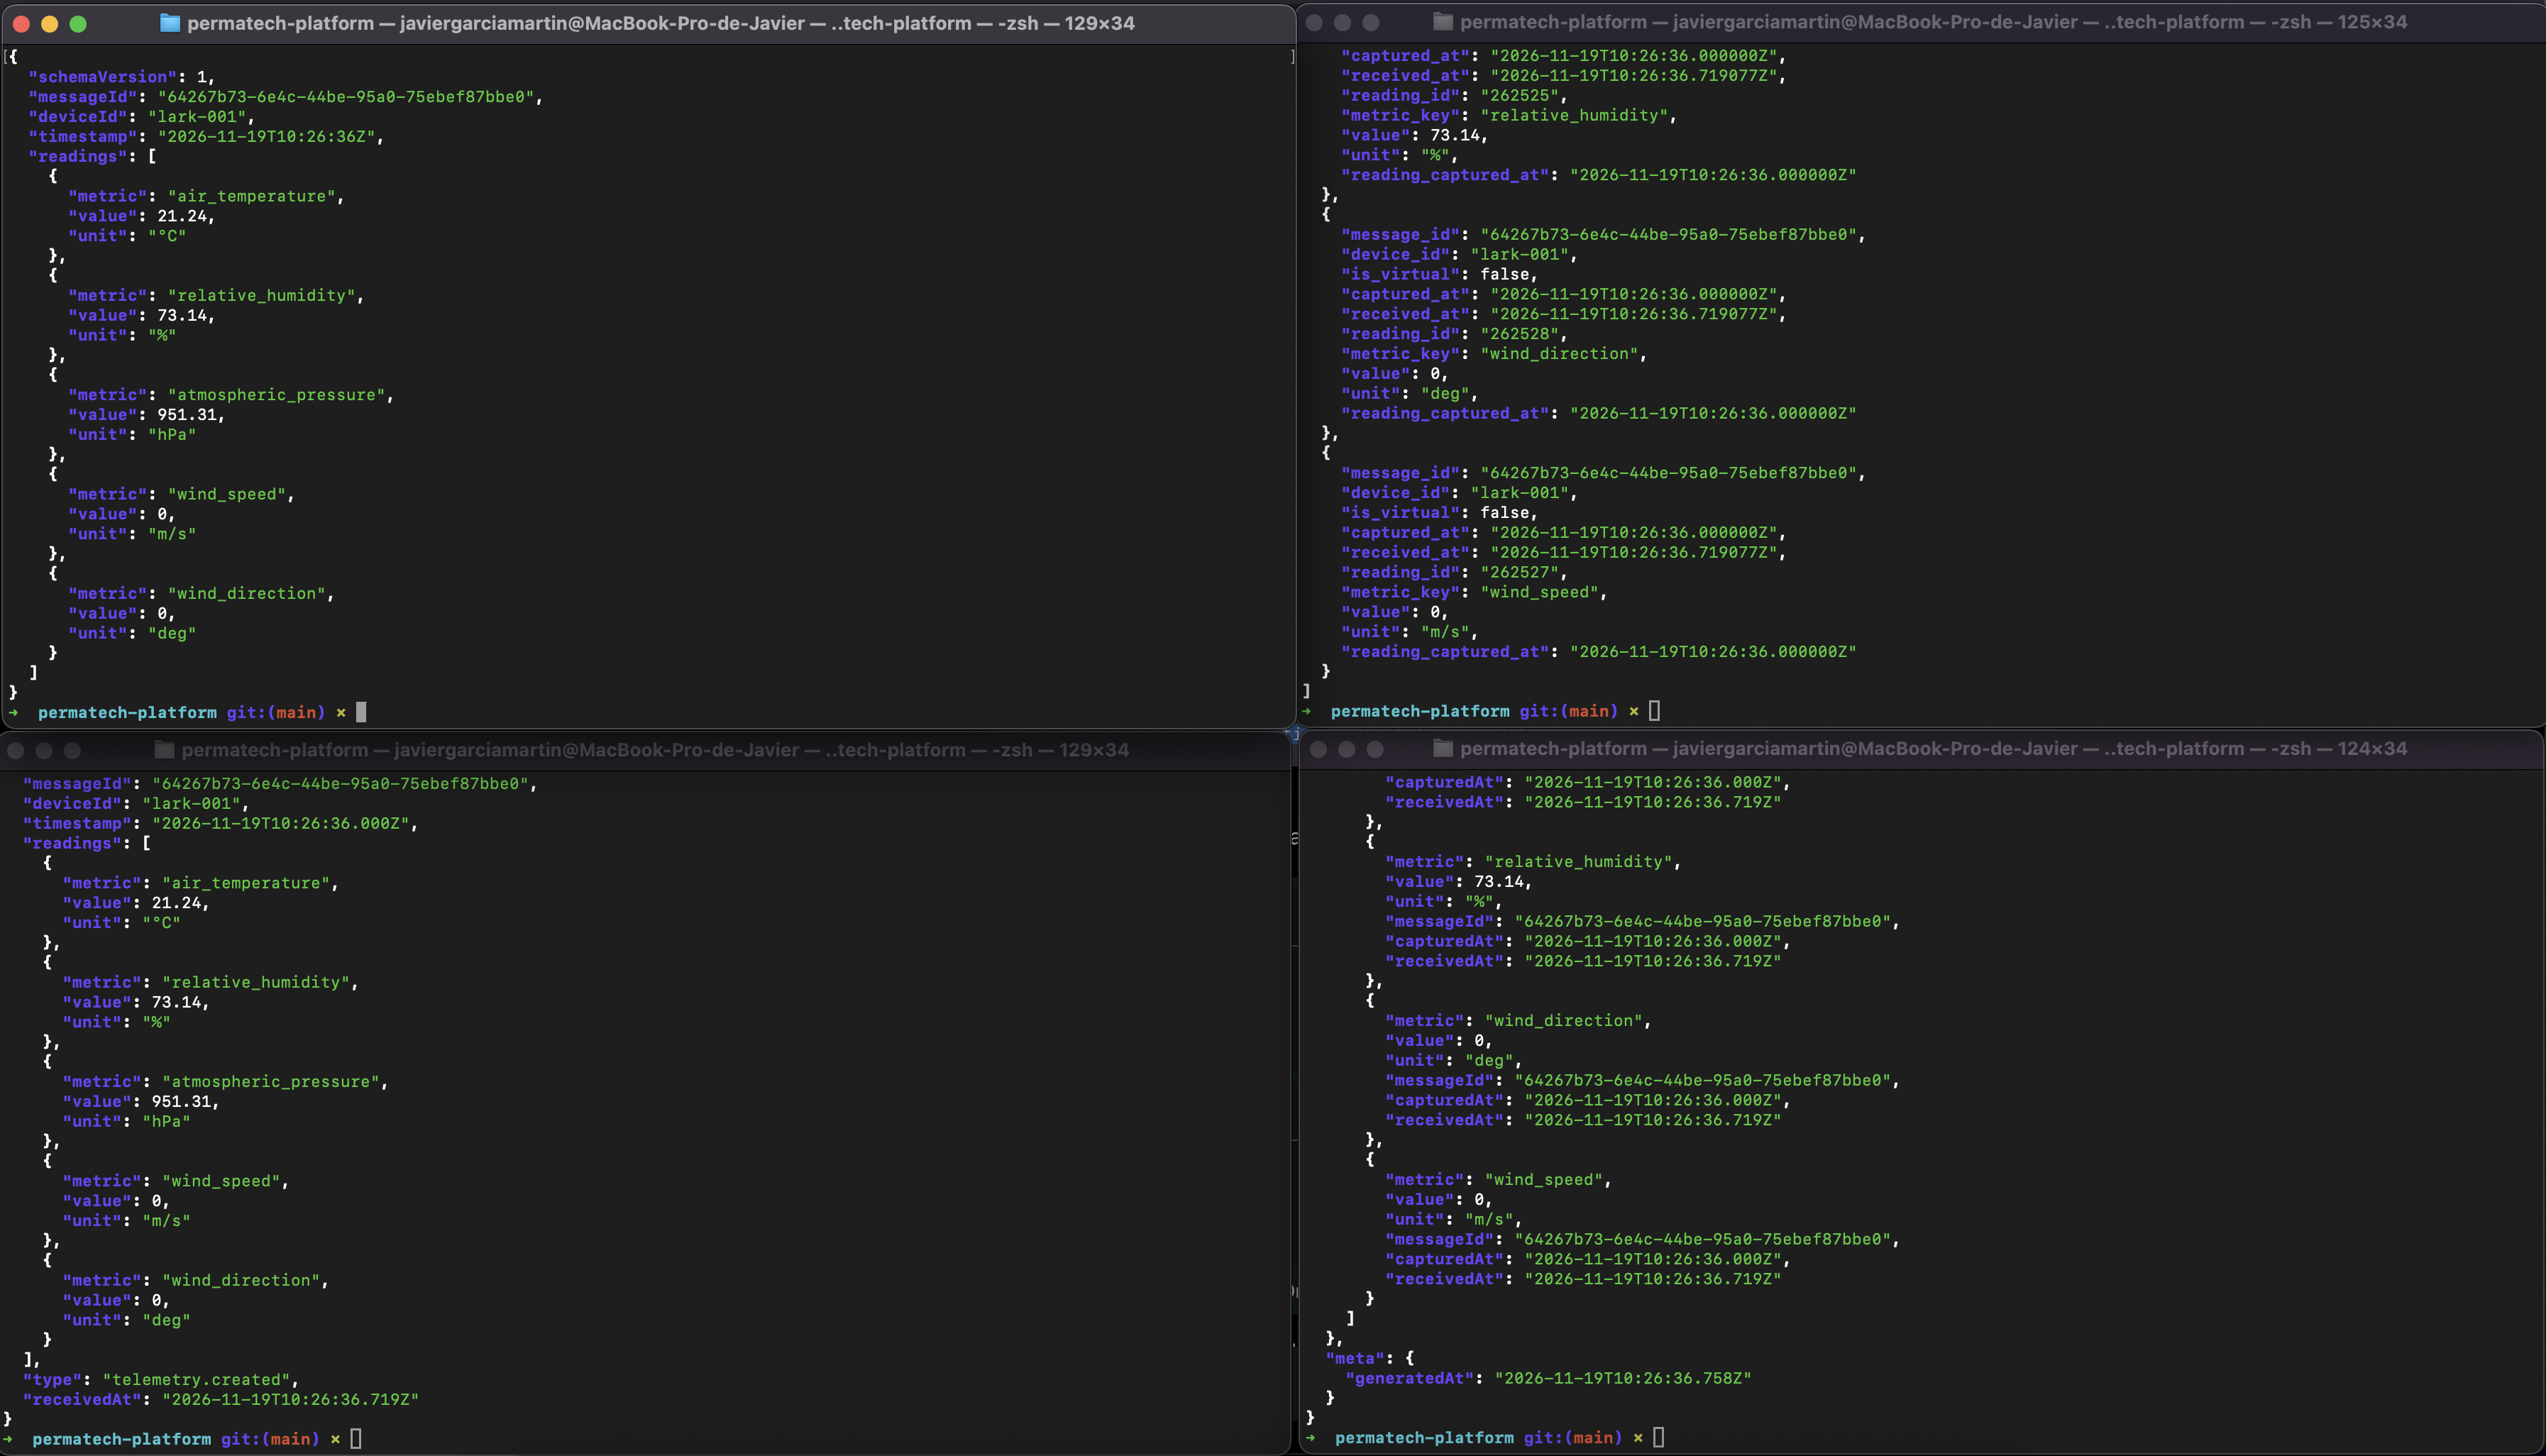 permatech-platform — javiergarciamartin@MacBook-Pro-de-Javier — ..tech-platform — -zsh — 129×34
[{
"schemaVersion": 1,
"messageId": "64267b73-6e4c-44be-95a0-75ebef87bbe0",
"deviceId": "lark-001",
"timestamp": "2026-11-19T10:26:36Z",
"readings": [
{
"metric": "air_temperature",
"value": 21.24,
"unit": "°C"
},
{
"metric": "relative_humidity",
"value": 73.14,
"unit": "%"
},
{
"metric": "atmospheric_pressure",
"value": 951.31,
"unit": "hPa"
},
{
"metric": "wind_speed",
"value": 0,
"unit": "m/s"
},
{
"metric": "wind_direction",
"value": 0,
"unit": "deg"
}
]
}
➜ permatech-platform git:(main) ×
permatech-platform — javiergarciamartin@MacBook-Pro-de-Javier — ..tech-platform — -zsh — 125×34
"captured_at": "2026-11-19T10:26:36.000000Z",
"received_at": "2026-11-19T10:26:36.719077Z",
"reading_id": "262525",
"metric_key": "relative_humidity",
"value": 73.14,
"unit": "%",
"reading_captured_at": "2026-11-19T10:26:36.000000Z"
},
{
"message_id": "64267b73-6e4c-44be-95a0-75ebef87bbe0",
"device_id": "lark-001",
"is_virtual": false,
"captured_at": "2026-11-19T10:26:36.000000Z",
"received_at": "2026-11-19T10:26:36.719077Z",
"reading_id": "262528",
"metric_key": "wind_direction",
"value": 0,
"unit": "deg",
"reading_captured_at": "2026-11-19T10:26:36.000000Z"
},
{
"message_id": "64267b73-6e4c-44be-95a0-75ebef87bbe0",
"device_id": "lark-001",
"is_virtual": false,
"captured_at": "2026-11-19T10:26:36.000000Z",
"received_at": "2026-11-19T10:26:36.719077Z",
"reading_id": "262527",
"metric_key": "wind_speed",
"value": 0,
"unit": "m/s",
"reading_captured_at": "2026-11-19T10:26:36.000000Z"
}
]
➜ permatech-platform git:(main) ×
permatech-platform — javiergarciamartin@MacBook-Pro-de-Javier — ..tech-platform — -zsh — 129×34
"messageId": "64267b73-6e4c-44be-95a0-75ebef87bbe0",
"deviceId": "lark-001",
"timestamp": "2026-11-19T10:26:36.000Z",
"readings": [
{
"metric": "air_temperature",
"value": 21.24,
"unit": "°C"
},
{
"metric": "relative_humidity",
"value": 73.14,
"unit": "%"
},
{
"metric": "atmospheric_pressure",
"value": 951.31,
"unit": "hPa"
},
{
"metric": "wind_speed",
"value": 0,
"unit": "m/s"
},
{
"metric": "wind_direction",
"value": 0,
"unit": "deg"
}
],
"type": "telemetry.created",
"receivedAt": "2026-11-19T10:26:36.719Z"
}
➜ permatech-platform git:(main) ×
permatech-platform — javiergarciamartin@MacBook-Pro-de-Javier — ..tech-platform — -zsh — 124×34
"capturedAt": "2026-11-19T10:26:36.000Z",
"receivedAt": "2026-11-19T10:26:36.719Z"
},
{
"metric": "relative_humidity",
"value": 73.14,
"unit": "%",
"messageId": "64267b73-6e4c-44be-95a0-75ebef87bbe0",
"capturedAt": "2026-11-19T10:26:36.000Z",
"receivedAt": "2026-11-19T10:26:36.719Z"
},
{
"metric": "wind_direction",
"value": 0,
"unit": "deg",
"messageId": "64267b73-6e4c-44be-95a0-75ebef87bbe0",
"capturedAt": "2026-11-19T10:26:36.000Z",
"receivedAt": "2026-11-19T10:26:36.719Z"
},
{
"metric": "wind_speed",
"value": 0,
"unit": "m/s",
"messageId": "64267b73-6e4c-44be-95a0-75ebef87bbe0",
"capturedAt": "2026-11-19T10:26:36.000Z",
"receivedAt": "2026-11-19T10:26:36.719Z"
}
]
},
"meta": {
"generatedAt": "2026-11-19T10:26:36.758Z"
}
}
➜ permatech-platform git:(main) ×